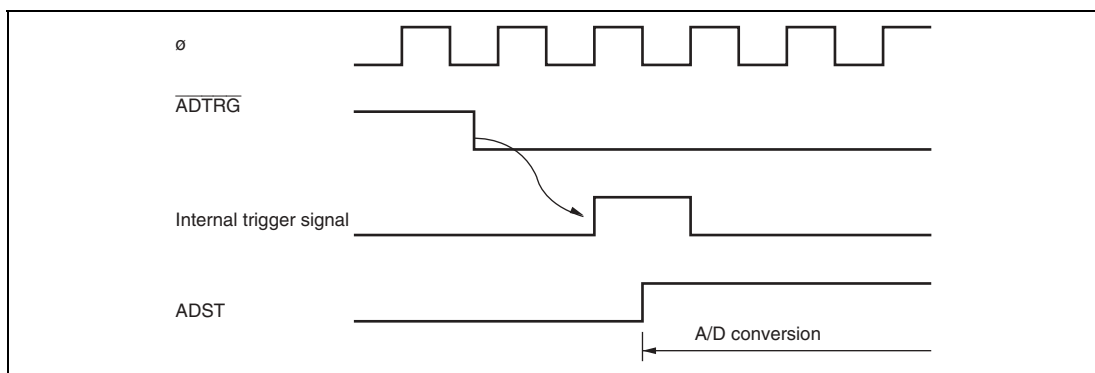 ø
ADTRG
Internal trigger signal
ADST
A/D conversion